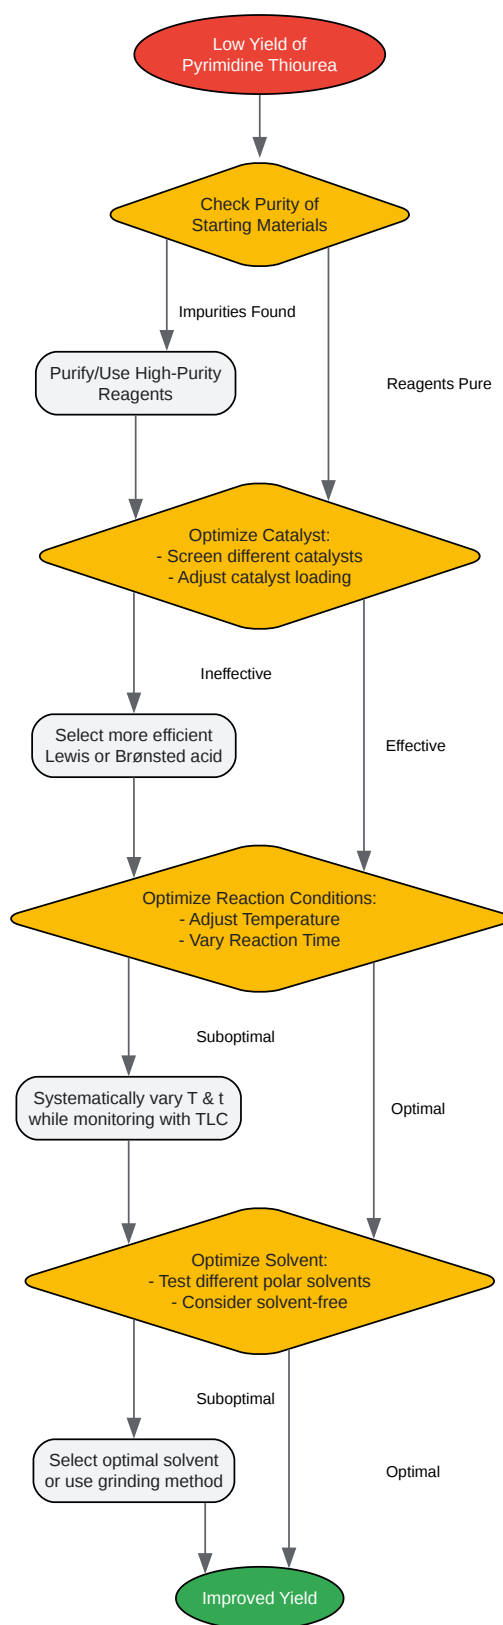 Low Yield of
Pyrimidine Thiourea
Check Purity of
Starting Materials
Impurities Found
Purify/Use High-Purity
Reagents
Reagents Pure
Optimize Catalyst:
- Screen different catalysts
- Adjust catalyst loading
Ineffective
Select more efficient
Lewis or Brønsted acid
Effective
Optimize Reaction Conditions:
- Adjust Temperature
- Vary Reaction Time
Suboptimal
Systematically vary T & t
while monitoring with TLC
Optimal
Optimize Solvent:
- Test different polar solvents
- Consider solvent-free
Suboptimal
Select optimal solvent
or use grinding method
Optimal
Improved Yield